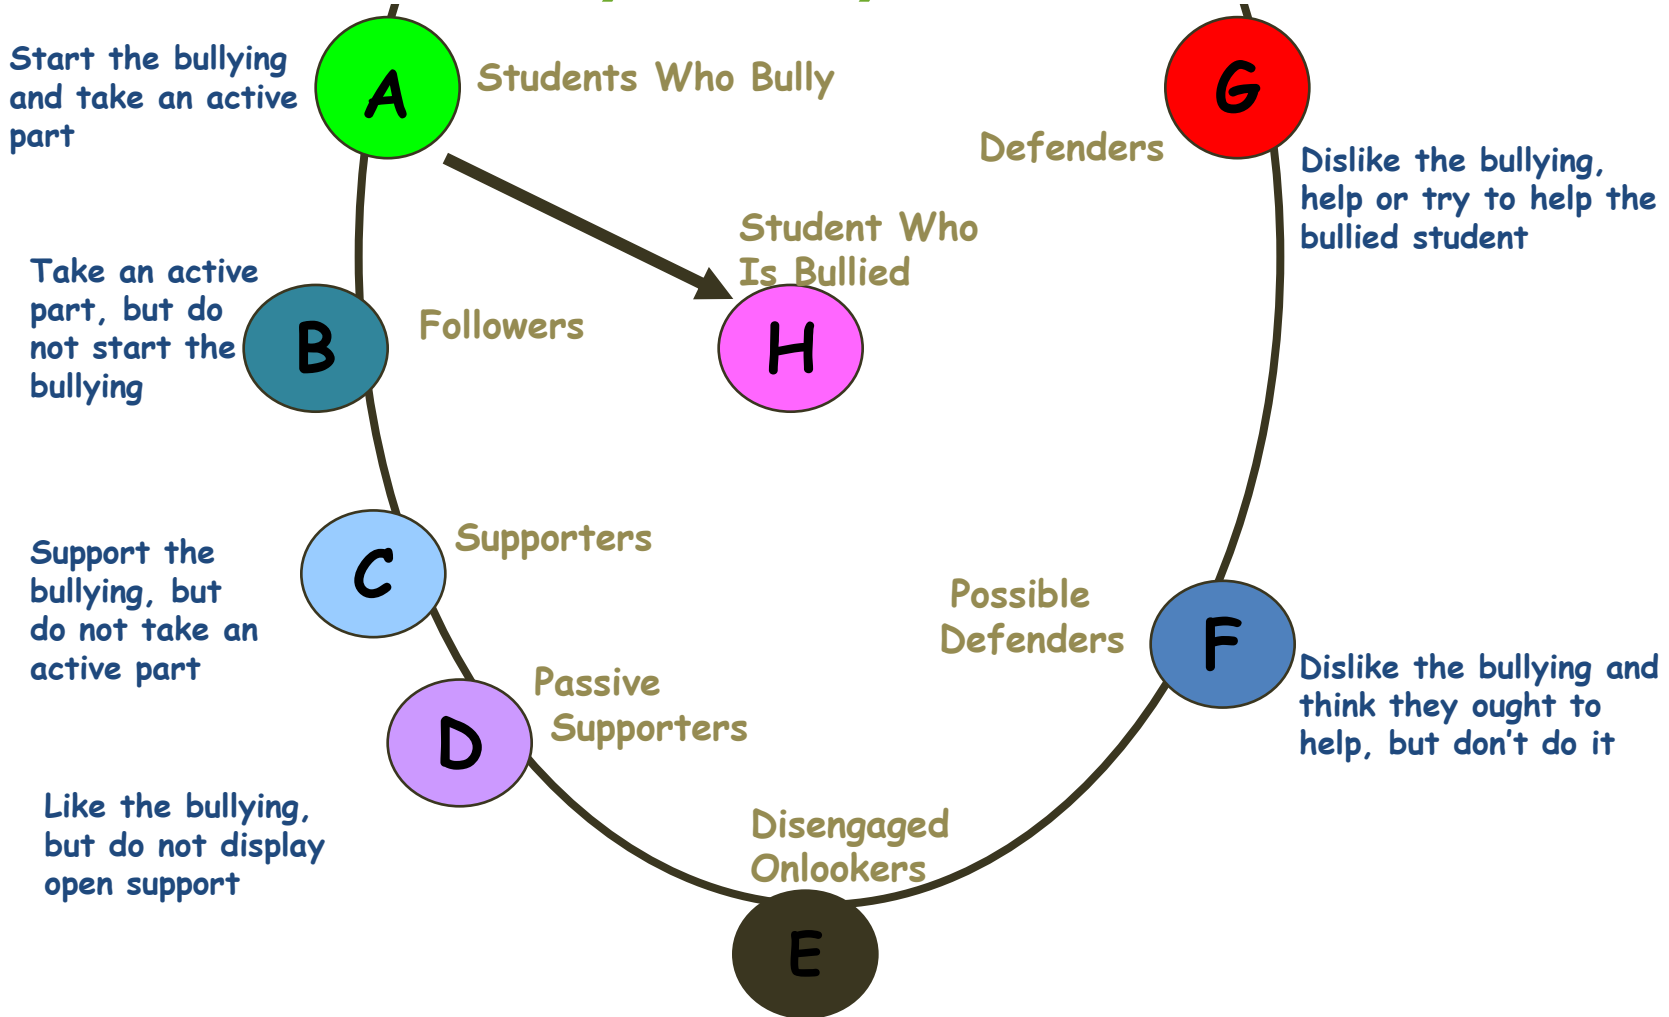 Start the bullying
and take an active
part
A
Students Who Bully
G
Defenders
Dislike the bullying,
help or try to help the
bullied student
Student Who
Is Bullied
H
Take an active
part, but do
not start the
bullying
B
Followers
Support the
bullying, but
do not take an
active part
C
Supporters
Possible
Defenders
F
Dislike the bullying and
think they ought to
help, but don't do it
Passive
Supporters
D
Like the bullying,
but do not display
open support
Disengaged
Onlookers
E